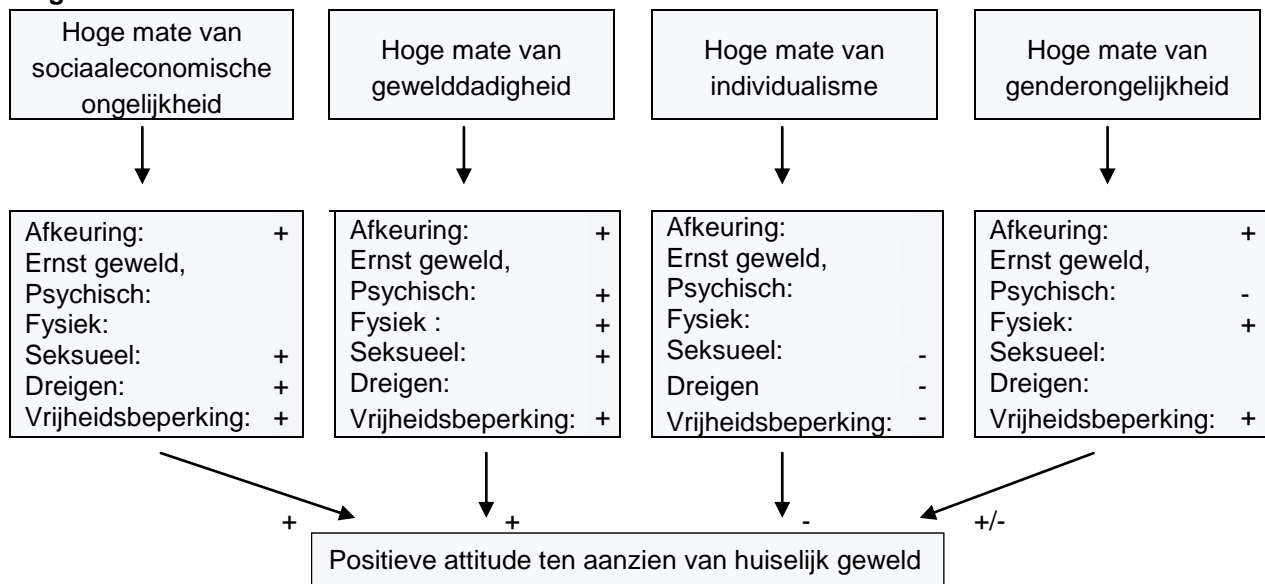 Hoge mate van
sociaaleconomische
ongelijkheid
Hoge mate van
gewelddadigheid
Hoge mate van
individualisme
Hoge mate van
genderongelijkheid
Afkeuring: +
Ernst geweld,
Psychisch:
Fysiek:
Seksueel: +
Dreigen: +
Vrijheidsbeperking: +
Afkeuring: +
Ernst geweld,
Psychisch: +
Fysiek : +
Seksueel: +
Dreigen:
Vrijheidsbeperking: +
Afkeuring:
Ernst geweld,
Psychisch:
Fysiek:
Seksueel: -
Dreigen -
Vrijheidsbeperking: -
Afkeuring: +
Ernst geweld,
Psychisch: -
Fysiek: +
Seksueel:
Dreigen:
Vrijheidsbeperking: +
+ + - +/-
Positieve attitude ten aanzien van huiselijk geweld